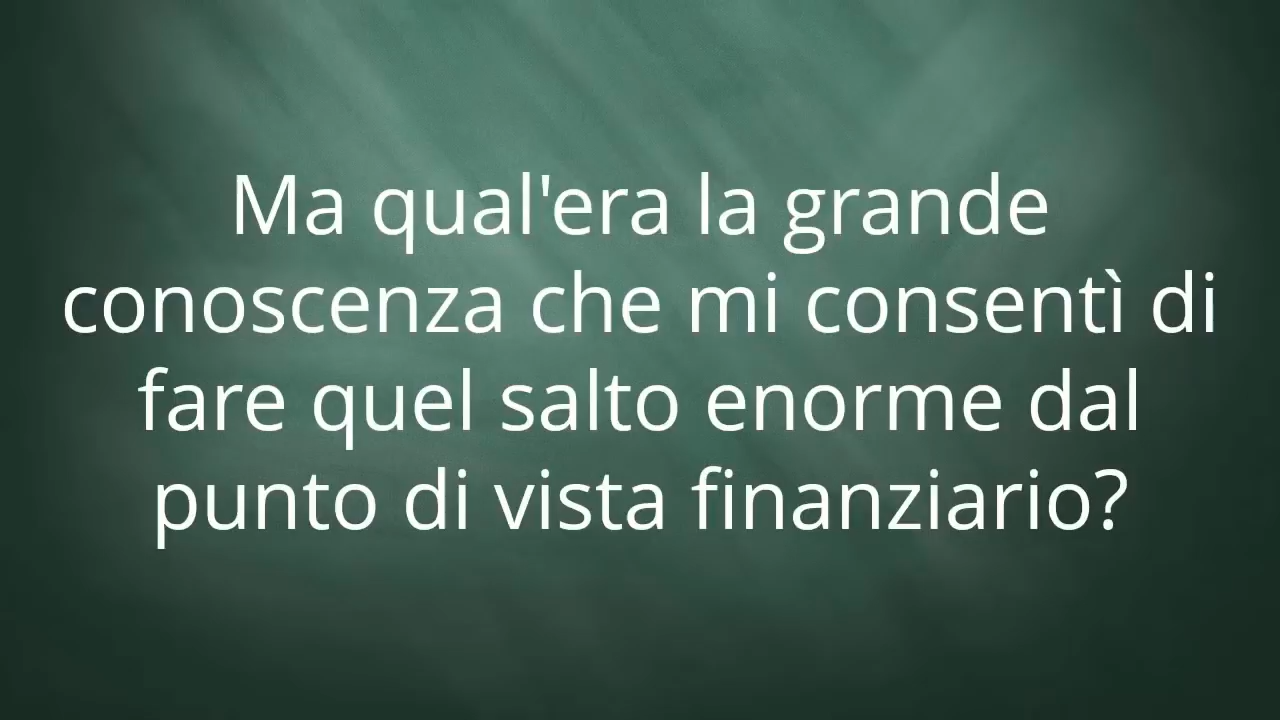 Ma qual'era la grande
conoscenza che mi consentì di
fare quel salto enorme dal
punto di vista finanziario?